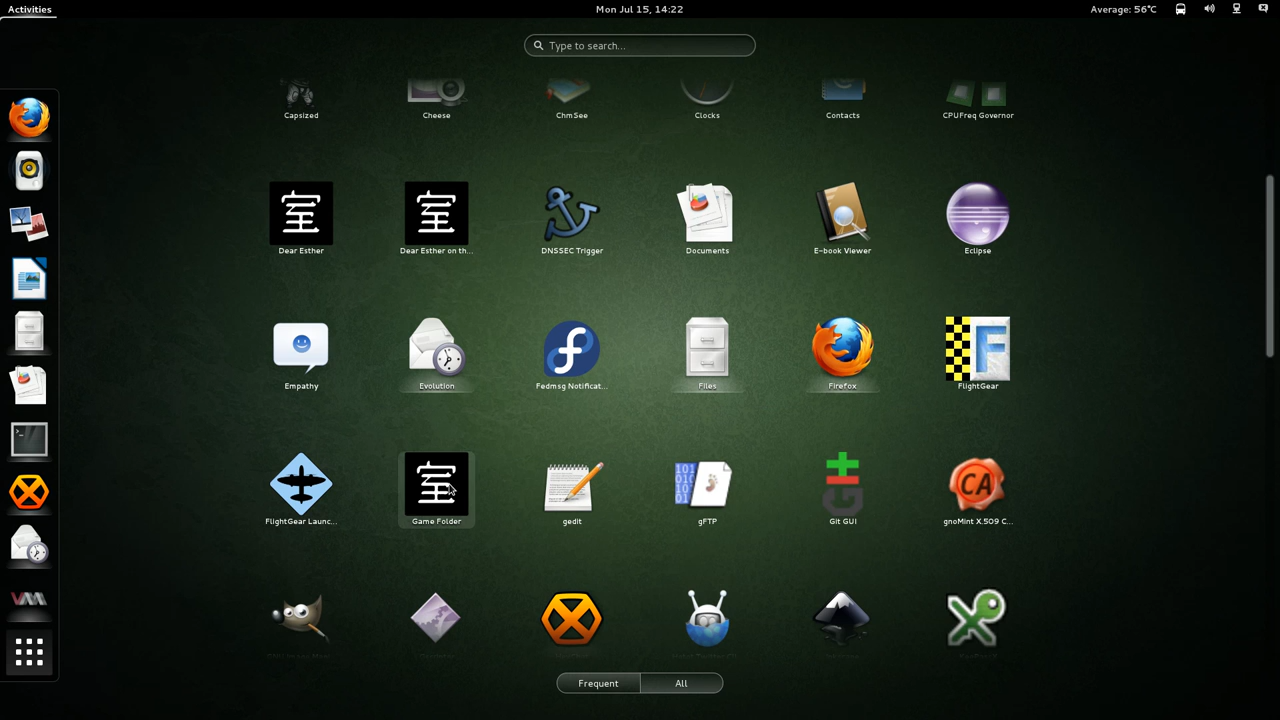 Activities
Mon Jul 15, 14:22
Average: 56°C
Type to search...
Capsized
Cheese
ChmSee
Clocks
Contacts
CPUFreq Governor
室
室
Dear Esther
Dear Esther on th...
DNSSEC Trigger
Documents
E-book Viewer
Eclipse
F
Empathy
Evolution
Fedmsg Notificat...
Files
Firefox
FlightGear
室
CA
FlightGear Launc...
Game Folder
gedit
gFTP
Git GUI
gnoMint X.509 C...
Frequent
All